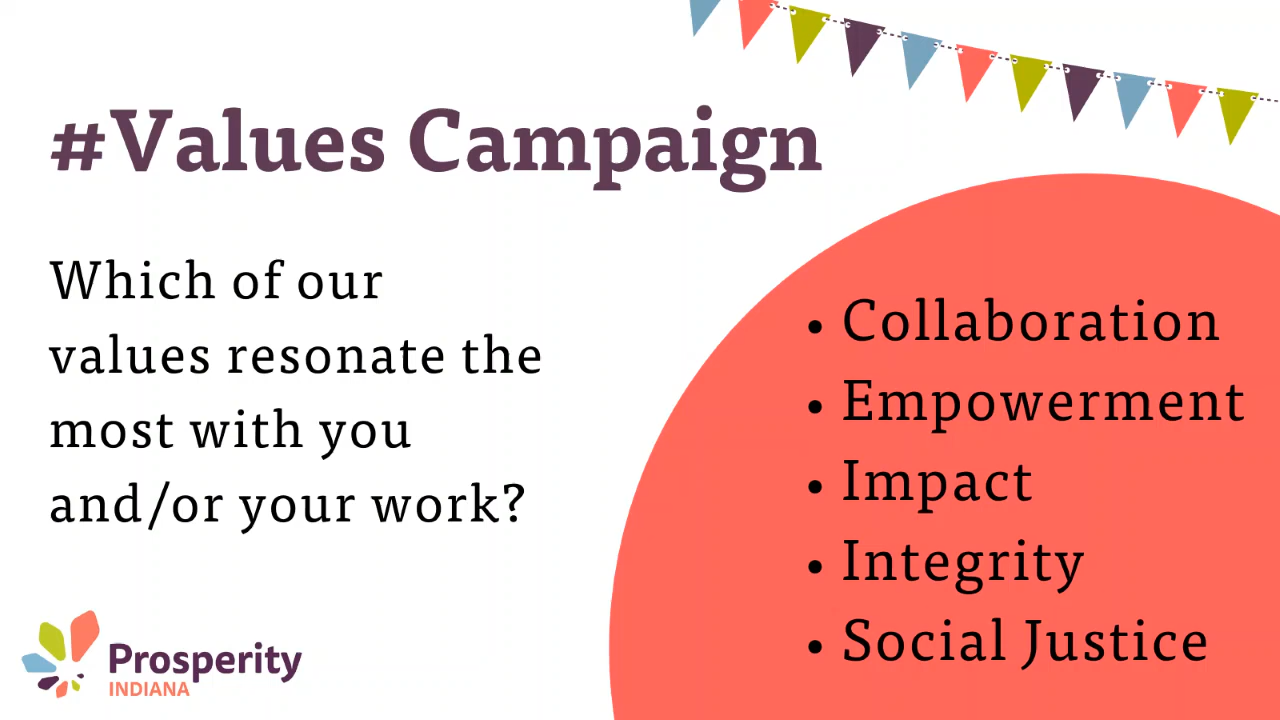 #Values Campaign
Which of our
values resonate the
most with you
and/or your work?
• Collaboration
• Empowerment
• Impact
• Integrity
• Social Justice
Prosperity
INDIANA